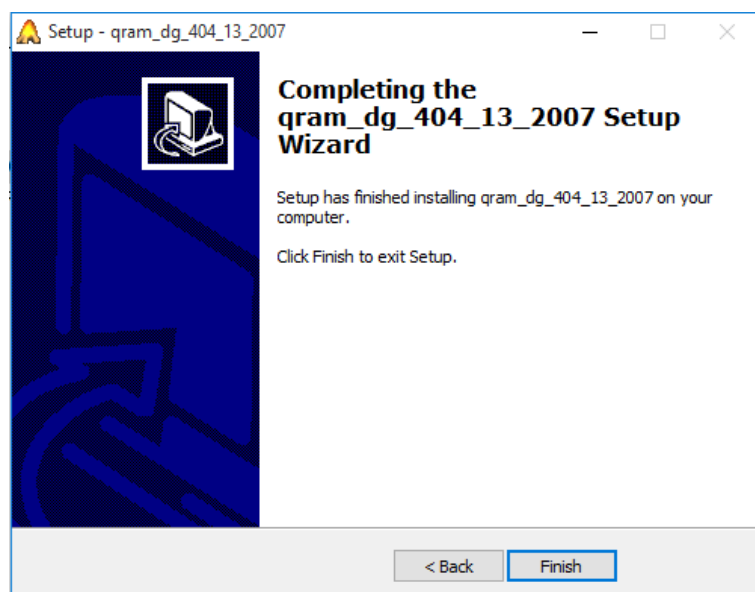 Setup - qram_dg_404_13_2007
Completing the
qram_dg_404_13_2007 Setup
Wizard
Setup has finished installing qram_dg_404_13_2007 on your
computer.
Click Finish to exit Setup.
< Back
Finish